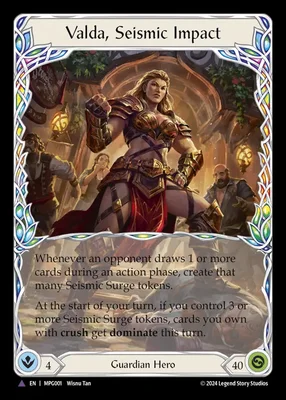 Valda, Seismic Impact
Whenever an opponent draws 1 or more
cards during an action phase, create that
many Seismic Surge tokens.
At the start of your turn, if you control 3 or
more Seismic Surge tokens, cards you own
with crush get dominate this turn.
4
Guardian Hero
40
EN | MPG001 Wisnu Tan
© 2024 Legend Story Studios